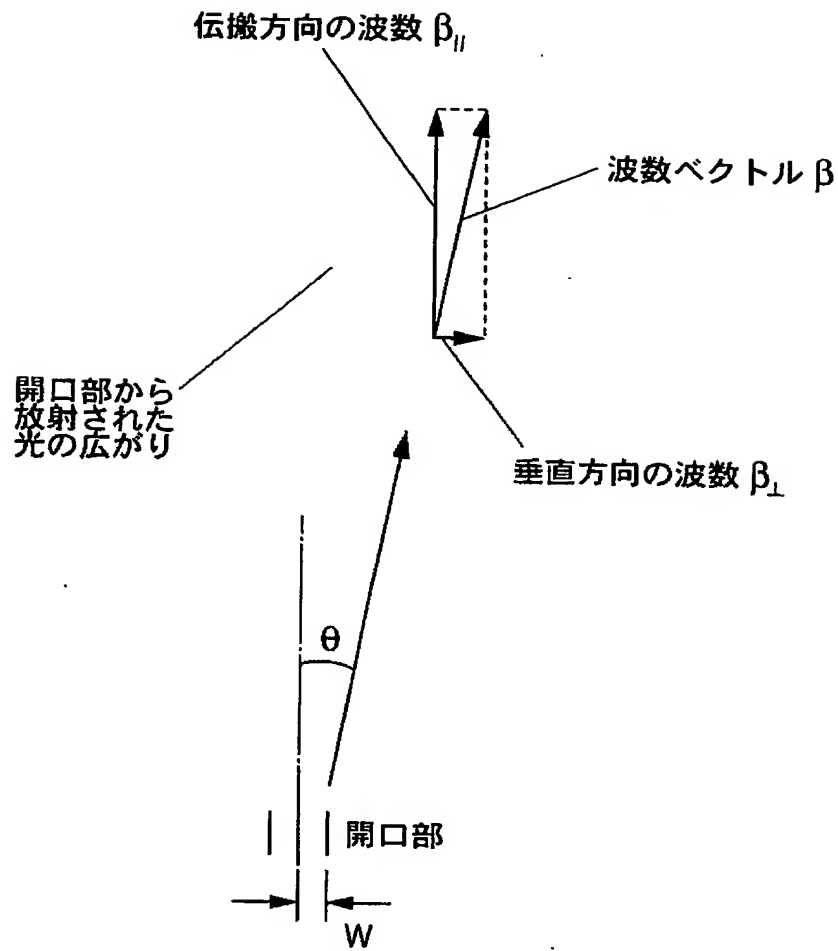 伝搬方向の波数 β∥
波数ベクトル β
開口部から
放射された
光の広がり
垂直方向の波数 β⊥
θ
開口部
W